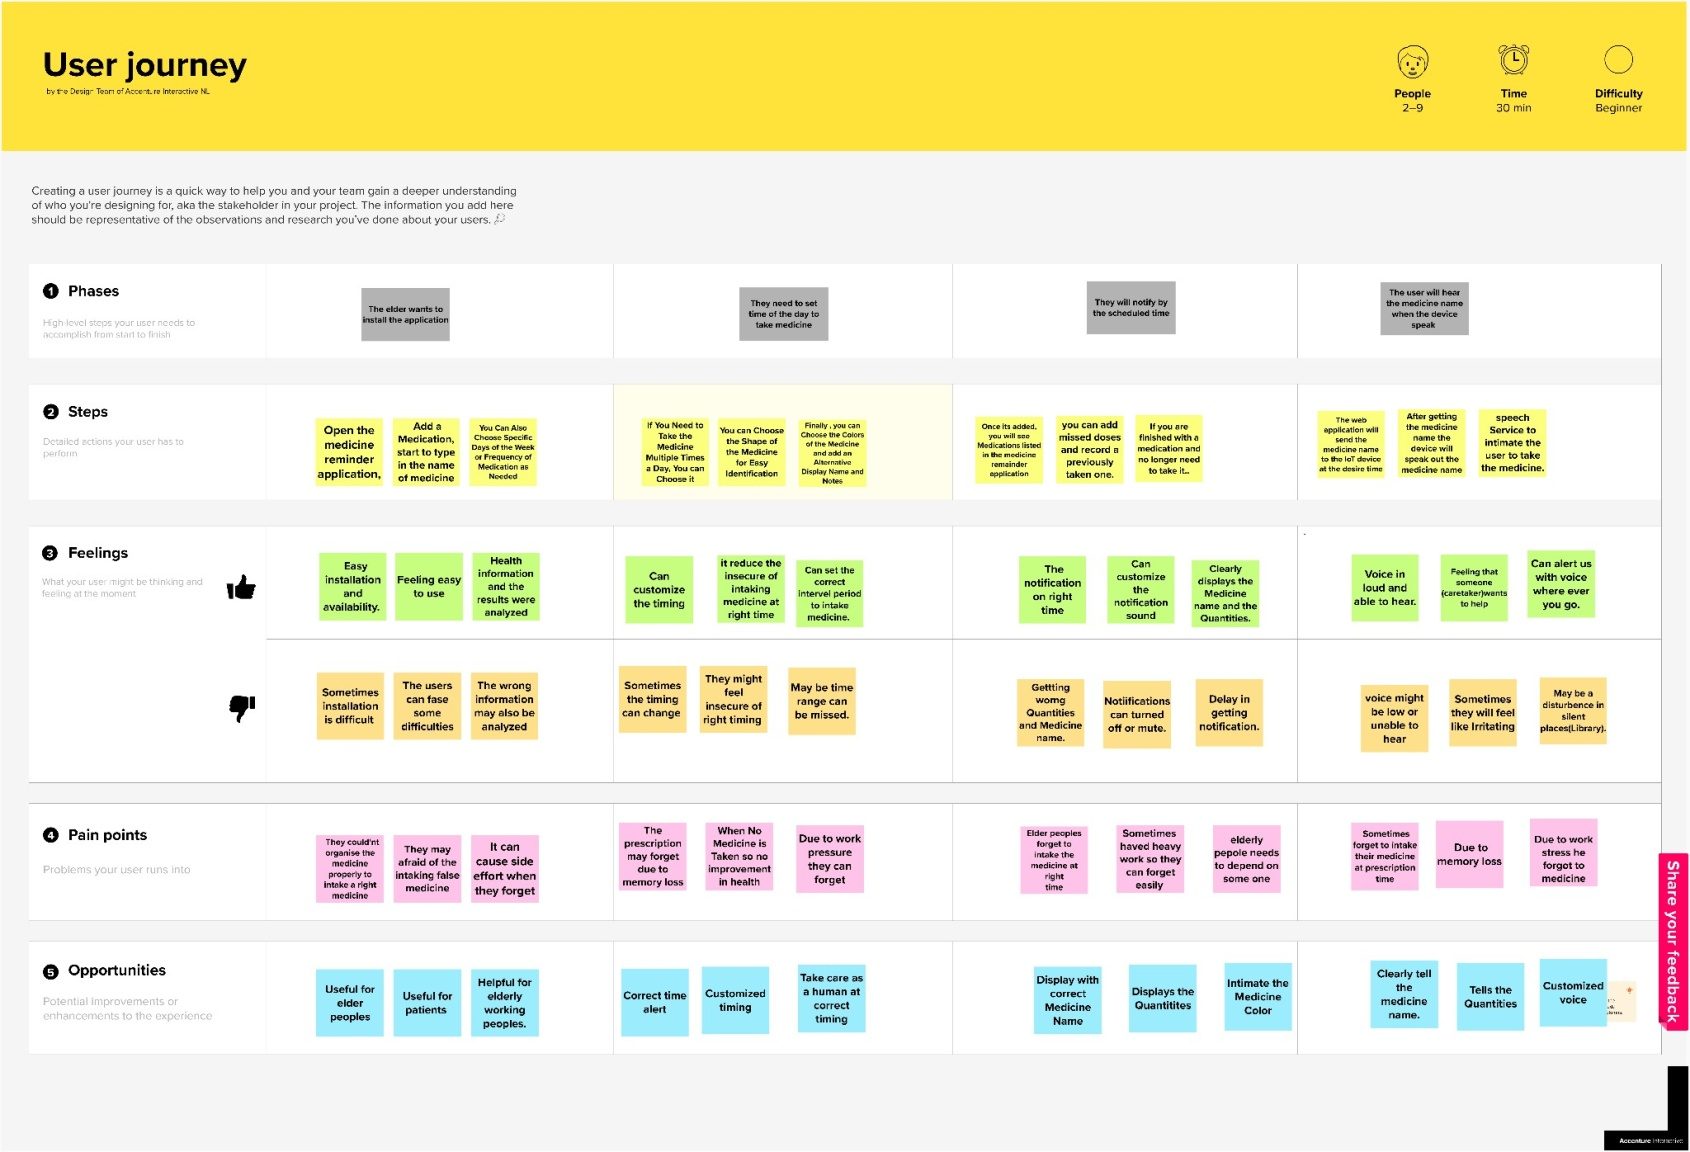 User journey
by the Design Team of Accenture Interactive NL
People
2–9
Time
30 min
Difficulty
Beginner
Creating a user journey is a quick way to help you and your team gain a deeper understanding
of who you're designing for, aka the stakeholder in your project. The information you add here
should be representative of the observations and research you've done about your users.
1 Phases
High-level steps your user needs to
accomplish from start to finish
The elder wants to
install the application
They need to set
time of the day to
take medicine
They will notify by
the scheduled time
The user will hear
the medicine name
when the device
speak
2 Steps
Detailed actions your user has to
perform
Open the
medicine
reminder
application,
Add a
Medication,
start to type
in the name
of medicine
You Can Also
Choose Specific
Days of the Week
or Frequency of
Medication as
Needed
If You Need to
Take the
Medicine
Multiple Times
a Day, You can
Choose it
You can Choose
the Shape of
the Medicine
for Easy
Identification
Finally , you can
Choose the Colors
of the Medicine
and add an
Alternative
Display Name and
Notes
Once its added,
you will see
Medications listed
in the medicine
remainder
application
you can add
missed doses
and record a
previously
taken one.
If you are
finished with a
medication and
no longer need
to take it..
The web
application will
send the
medicine name
to the IoT device
at the desire time
After getting
the medicine
name the
device will
speak out the
medicine name
speech
Service to
intimate the
user to take
the medicine.
3 Feelings
What your user might be thinking and
feeling at the moment
Easy
installation
and
availability.
Feeling easy
to use
Health
information
and the
results were
analyzed
Can
customize
the timing
it reduce the
insecure of
intaking
medicine at
right time
Can set the
correct
intervel period
to intake
medicine.
The
notification
on right
time
Can
customize
the
notification
sound
Clearly
displays the
Medicine
name and the
Quantities.
Voice in
loud and
able to hear.
Feeling that
someone
(caretaker)wants
to help
Can alert us
with voice
where ever
you go.
Sometimes
installation
is difficult
The users
can fase
some
difficulties
The wrong
information
may also be
analyzed
Sometimes
the timing
can change
They might
feel
insecure of
right timing
May be time
range can
be missed.
Gettting
worng
Quantities
and Medicine
name.
Notiifications
can turned
off or mute.
Delay in
getting
notification.
voice might
be low or
unable to
hear
Sometimes
they will feel
like Irritating
May be a
disturbence in
silent
places(Library).
4 Pain points
Problems your user runs into
They could'nt
organise the
medicine
properly to
intake a right
medicine
They may
afraid of the
intaking false
medicine
It can
cause side
effort when
they forget
The
prescription
may forget
due to
memory loss
When No
Medicine is
Taken so no
improvement
in health
Due to work
pressure
they can
forget
Elder peoples
forget to
intake the
medicine at
right
time
Sometimes
haved heavy
work so they
can forget
easily
elderly
pepole needs
to depend on
some one
Sometimes
forget to intake
their medicine
at prescription
time
Due to
memory loss
Due to work
stress he
forgot to
medicine
5 Opportunities
Potential improvements or
enhancements to the experience
Useful for
elder
peoples
Useful for
patients
Helpful for
elderly
working
peoples.
Correct time
alert
Customized
timing
Take care as
a human at
correct
timing
Display with
correct
Medicine
Name
Displays the
Quantitites
Intimate the
Medicine
Color
Clearly tell
the
medicine
name.
Tells the
Quantities
Customized
voice
Share your feedback
Accenture Interactive